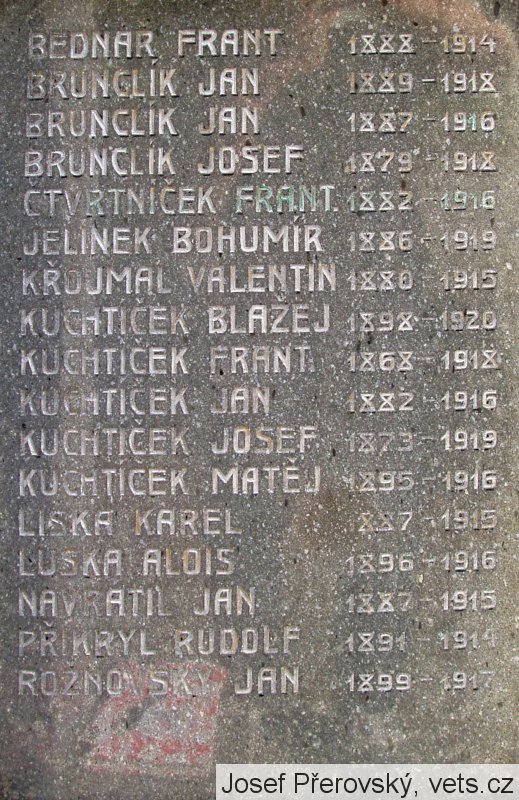 BEDNÁR FRANT 1888-1914
BRUNCLÍK JAN 1889-1918
BRUNCLÍK JAN 1887-1916
BRUNCLÍK JOSEF 1879-1918
ČTVRTNÍČEK FRANT. 1882-1916
JELÍNEK BOHUMÍR 1886-1919
KŘOJMAL VALENTIN 1880-1915
KUCHTÍČEK BLAŽEJ 1898-1920
KUCHTÍČEK FRANT. 1868-1918
KUCHTÍČEK JAN 1882-1916
KUCHTÍČEK JOSEF 1873-1919
KUCHTÍČEK MATĚJ 1895-1916
LIŠKA KAREL 1887-1915
LUSKA ALOIS 1896-1916
NAVRÁTIL JAN 1887-1915
PŘIKRYL RUDOLF 1891-1914
ROŽNOVSKÝ JAN 1899-1917
Josef Přerovský, vets.cz